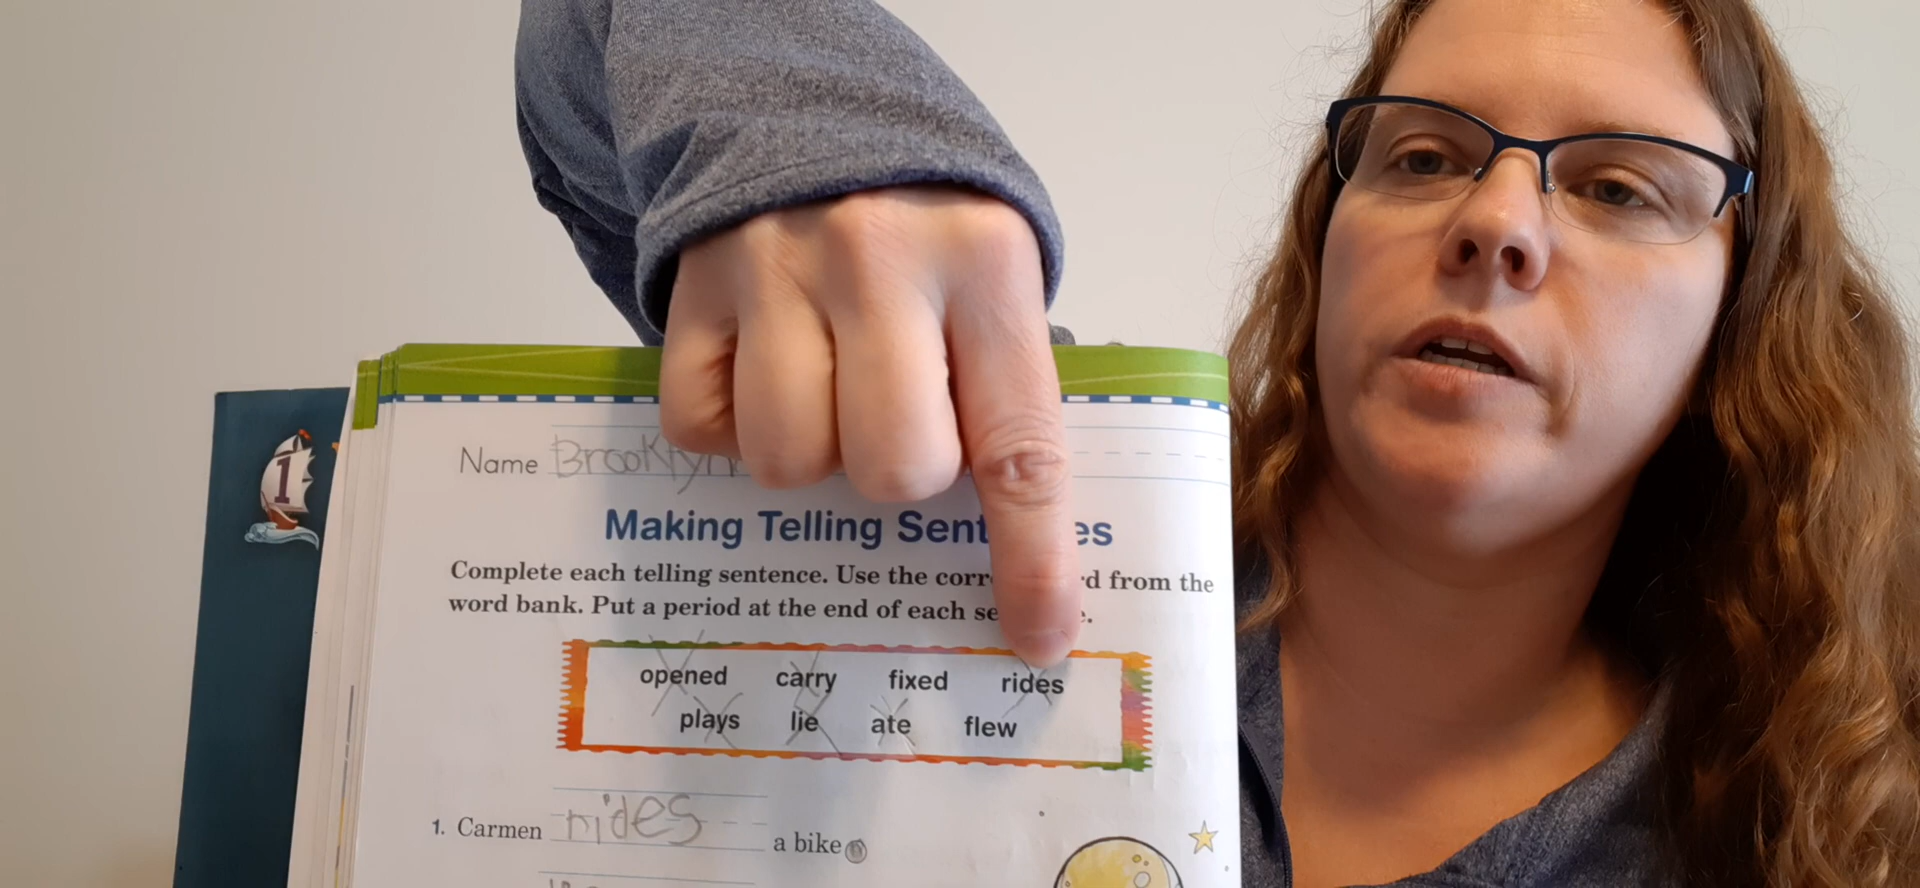 1
Name Brooklyn
Making Telling Sent es
Complete each telling sentence. Use the corr d from the
word bank. Put a period at the end of each se e.
opened carry fixed rides
plays lie ate flew
1. Carmen rides a bike.